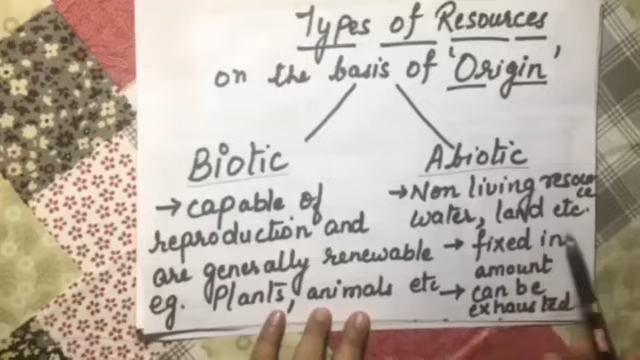 Types of Resources
on the basis of 'Origin'
Biotic
→ capable of
reproduction and
are generally renewable
eg. Plants, animals etc
Abiotic
→ Non living resource
water, land etc.
→ fixed in
amount
→ can be
exhausted